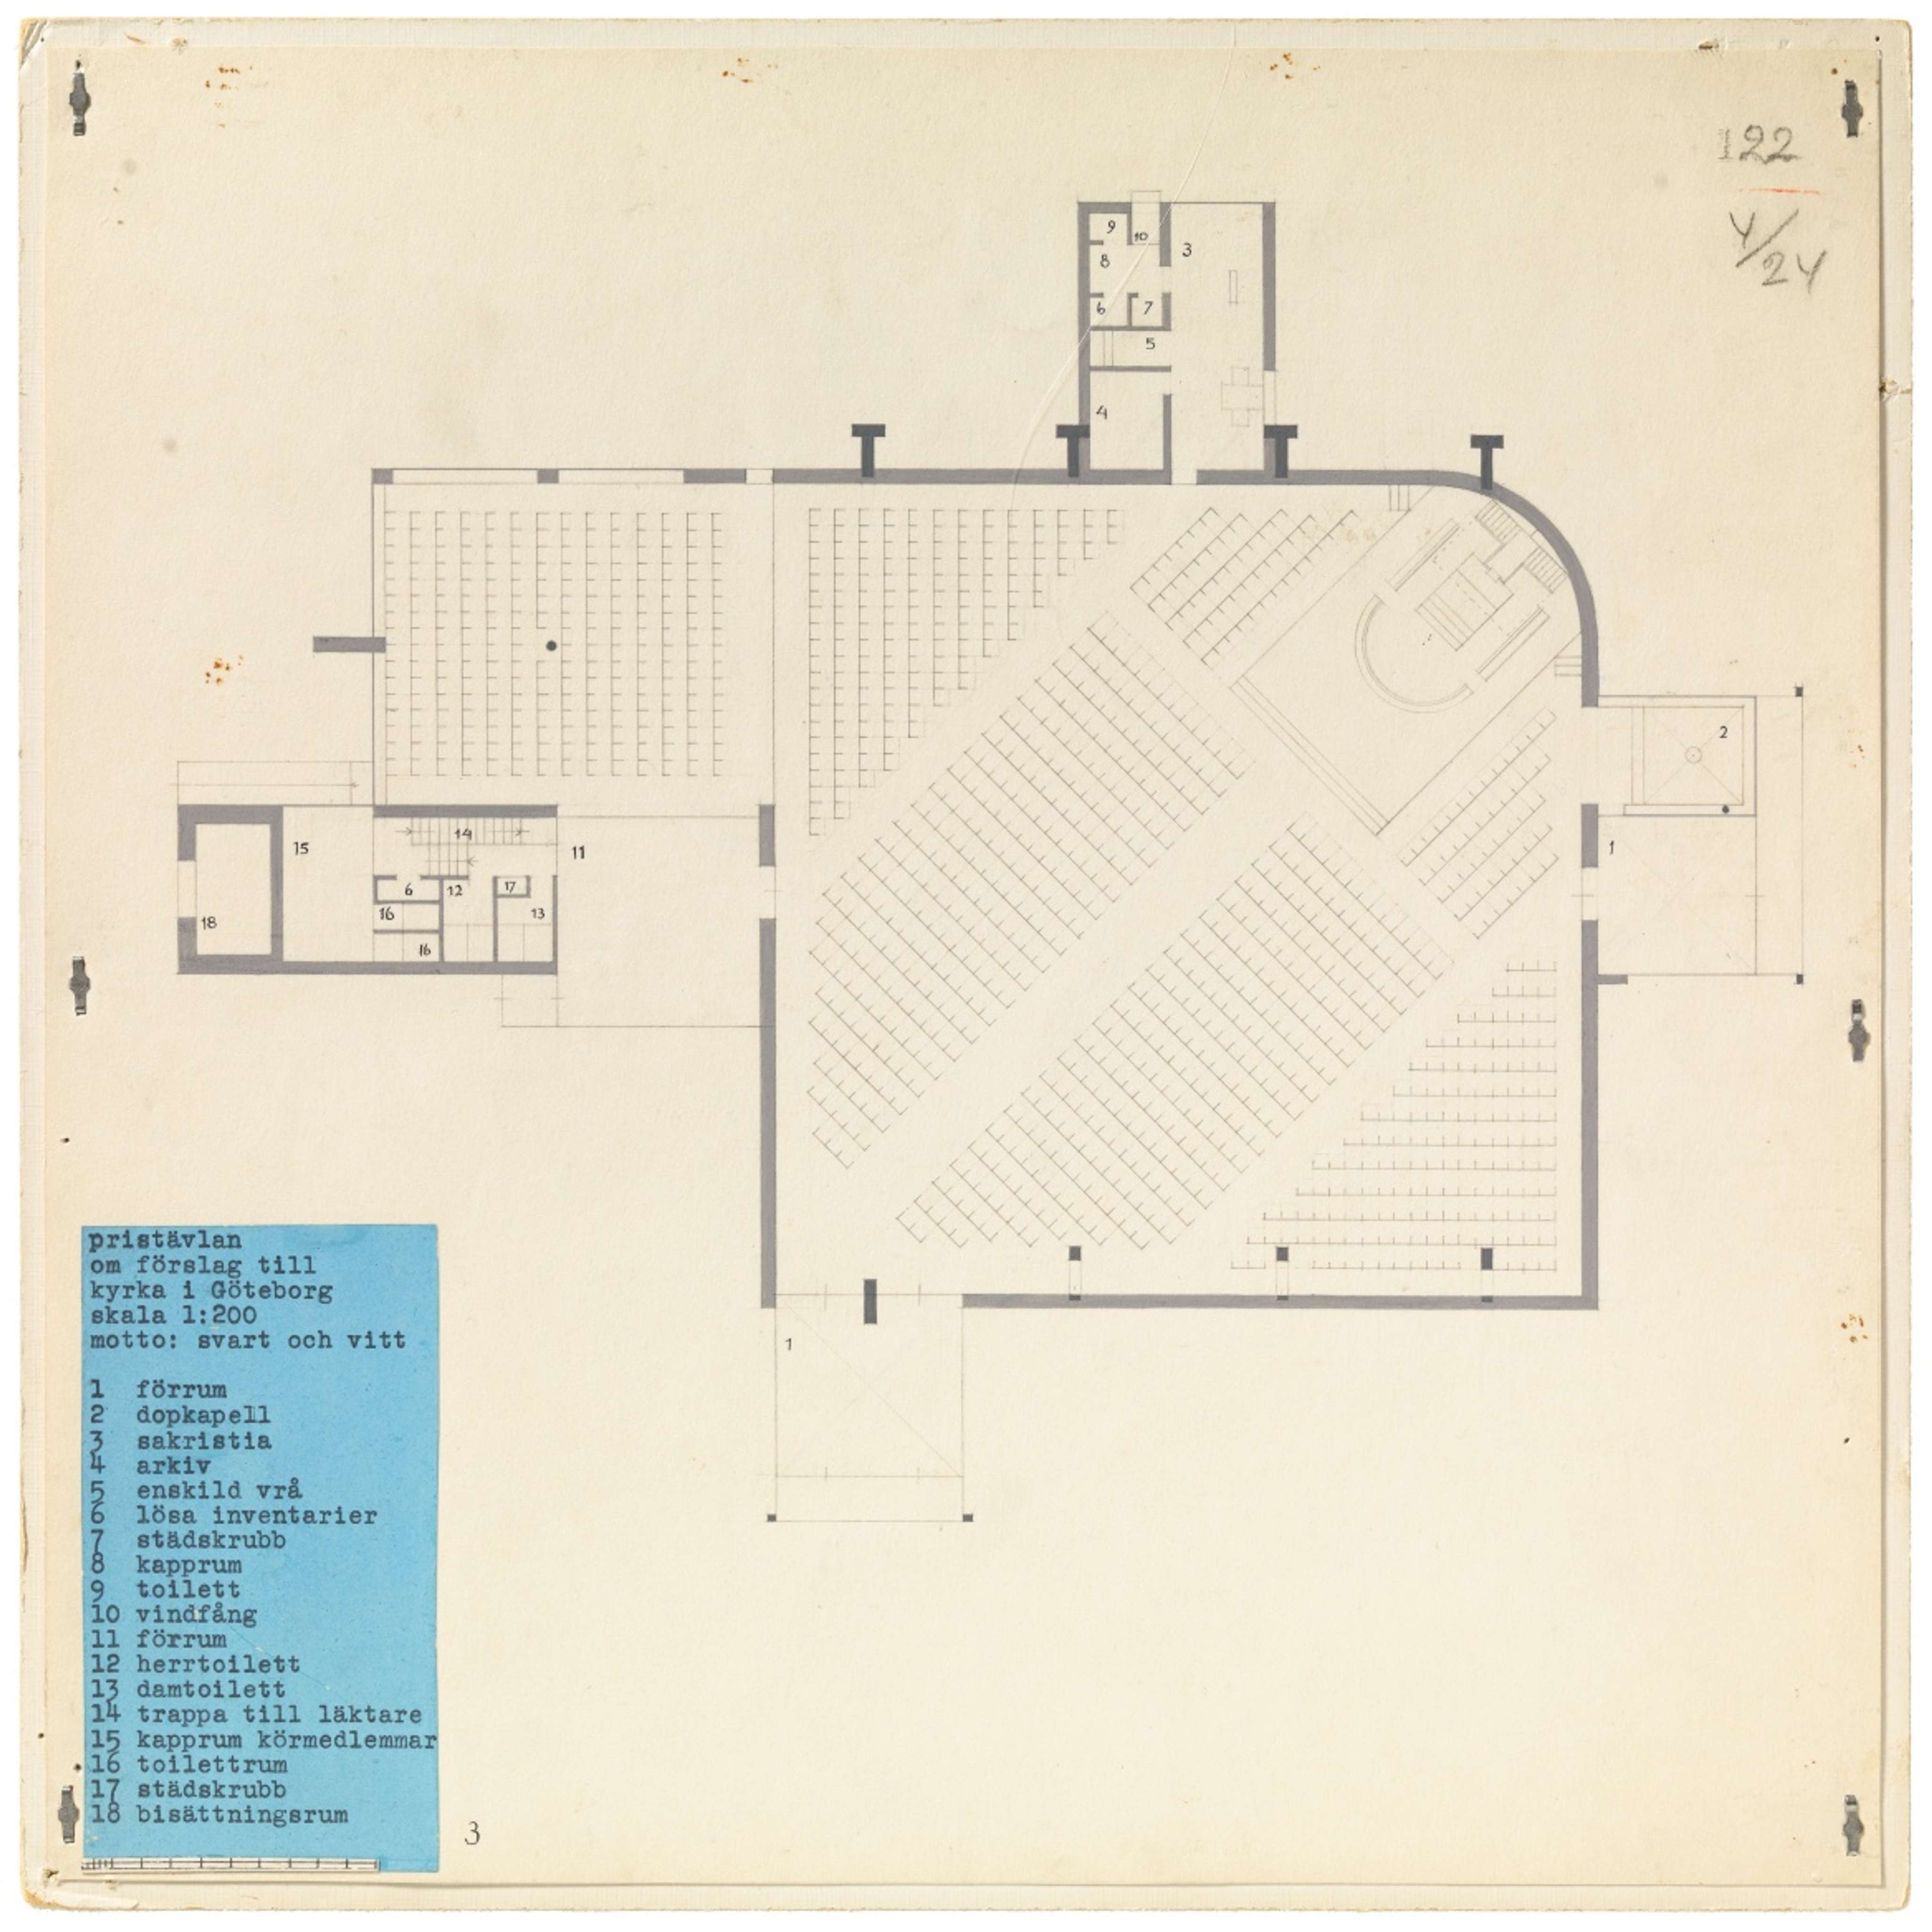 122
4/24
9
10
3
8
6
7
5
4
2
1
14
11
15
6
12
17
16
13
18
16
1
pristävlan
om förslag till
kyrka i Göteborg
skala 1:200
motto: svart och vitt
1 förrum
2 dopkapell
3 sakristia
4 arkiv
5 enskild vrå
6 lösa inventarier
7 städskrubb
8 kapprum
9 toilett
10 vindfång
11 förrum
12 herrtoilett
13 damtoilett
14 trappa till läktare
15 kapprum körmedlemmar
16 toilettrum
17 städskrubb
18 bisättningsrum
3